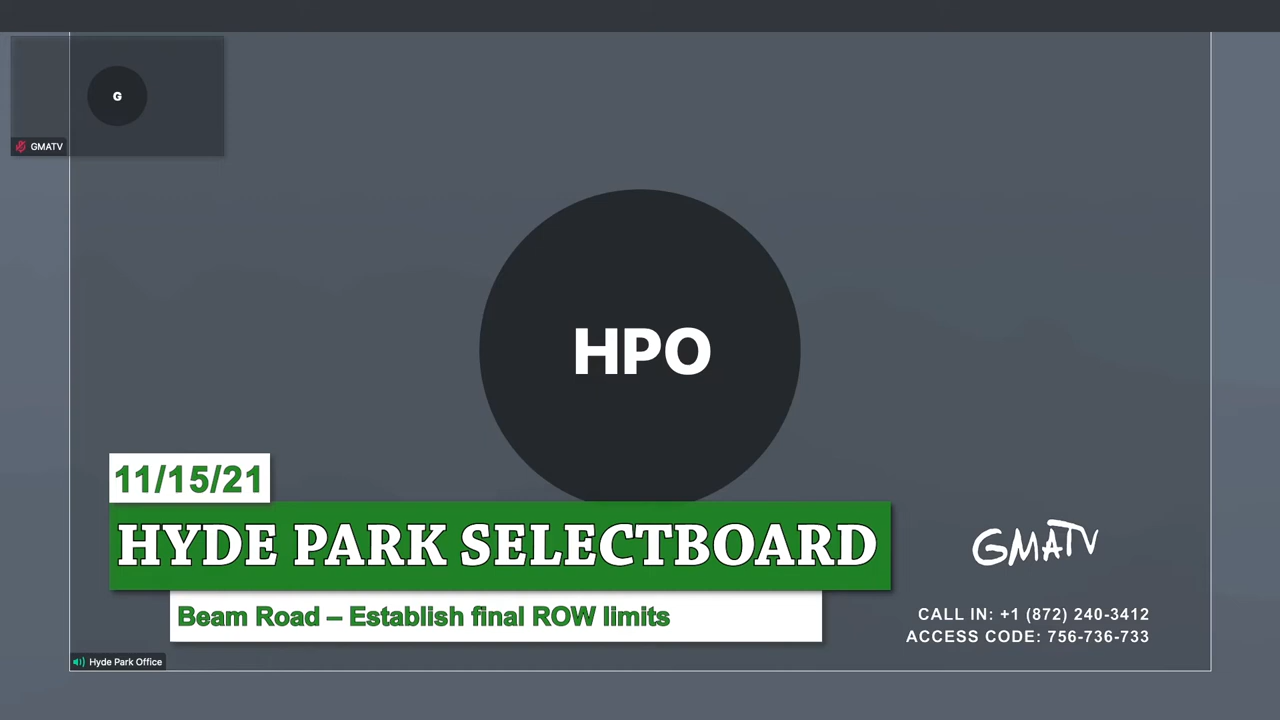 G
GMATV
HPO
11/15/21
HYDE PARK SELECTBOARD
Beam Road – Establish final ROW limits
GMATV
CALL IN: +1 (872) 240-3412
ACCESS CODE: 756-736-733
Hyde Park Office